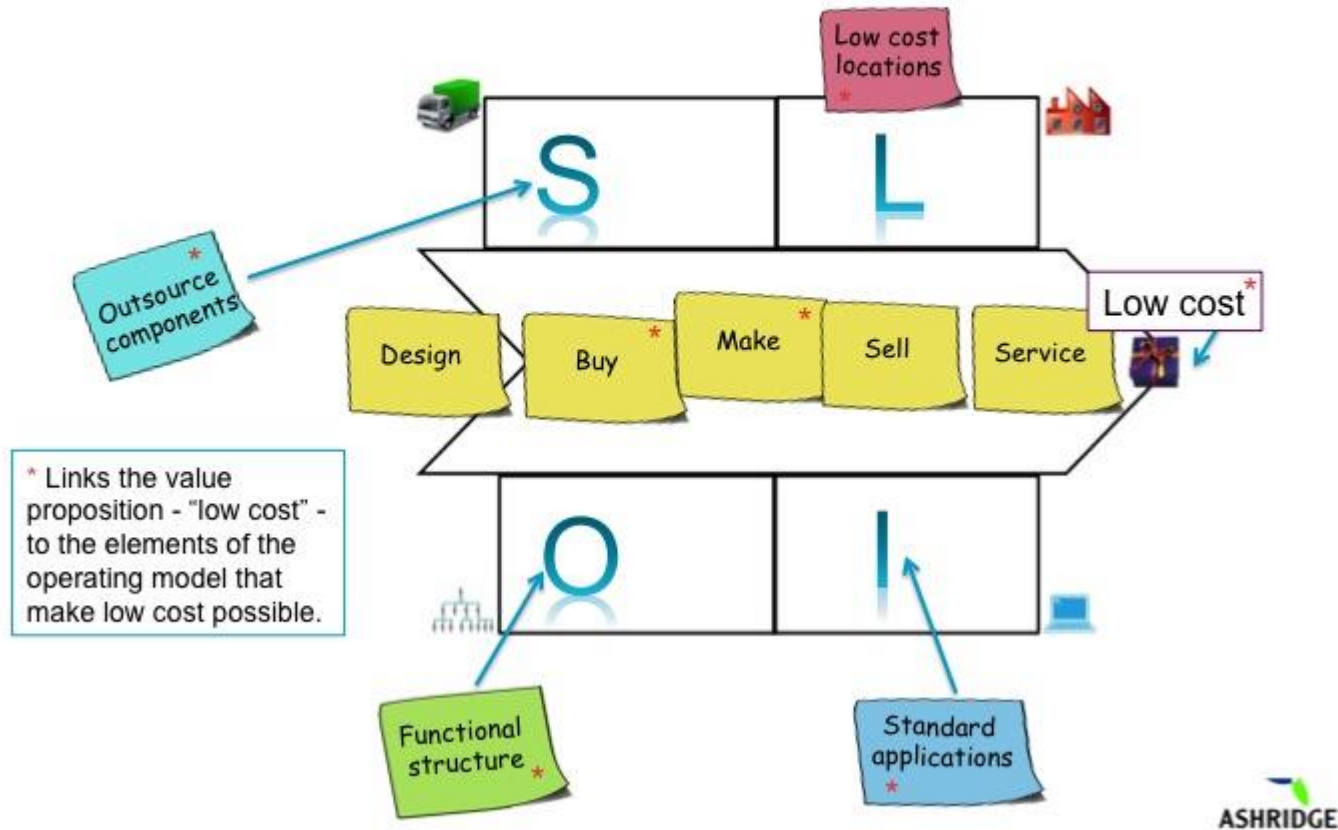 Low cost
locations
*
S
L
*
Outsource
components
Low cost*
Design
Buy
*
Make
*
Sell
Service
* Links the value
proposition - “low cost” -
to the elements of the
operating model that
make low cost possible.
O
I
Functional
structure
*
Standard
applications
*
ASHRIDGE